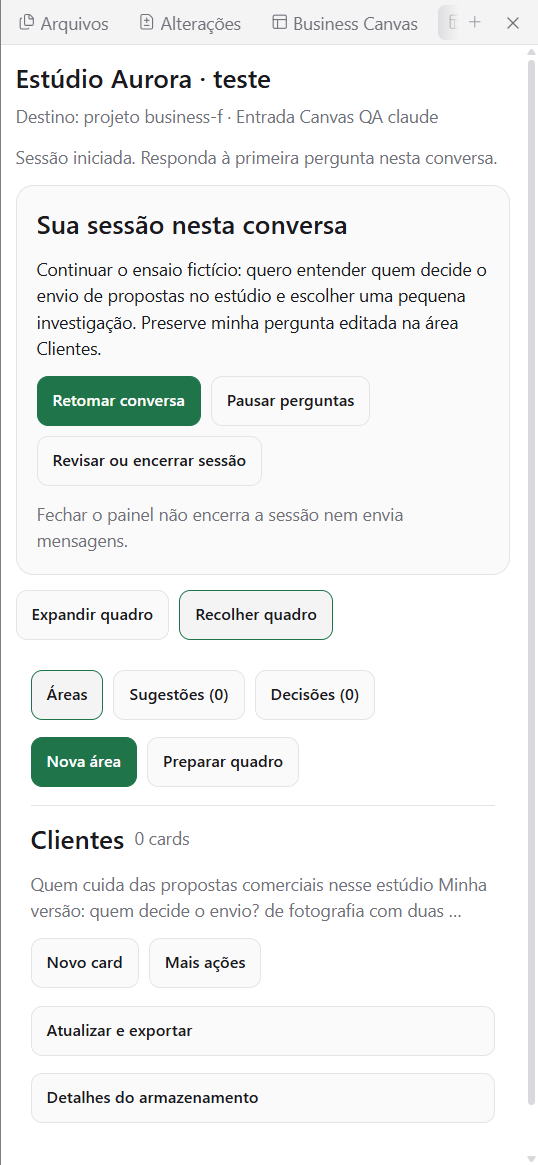 Arquivos Alterações Business Canvas
Estúdio Aurora · teste
Destino: projeto business-f · Entrada Canvas QA claude
Sessão iniciada. Responda à primeira pergunta nesta conversa.
Sua sessão nesta conversa
Continuar o ensaio fictício: quero entender quem decide o
envio de propostas no estúdio e escolher uma pequena
investigação. Preserve minha pergunta editada na área
Clientes.
Retomar conversa Pausar perguntas
Revisar ou encerrar sessão
Fechar o painel não encerra a sessão nem envia
mensagens.
Expandir quadro Recolher quadro
Áreas Sugestões (0) Decisões (0)
Nova área Preparar quadro
Clientes 0 cards
Quem cuida das propostas comerciais nesse estúdio Minha
versão: quem decide o envio? de fotografia com duas ...
Novo card Mais ações
Atualizar e exportar
Detalhes do armazenamento